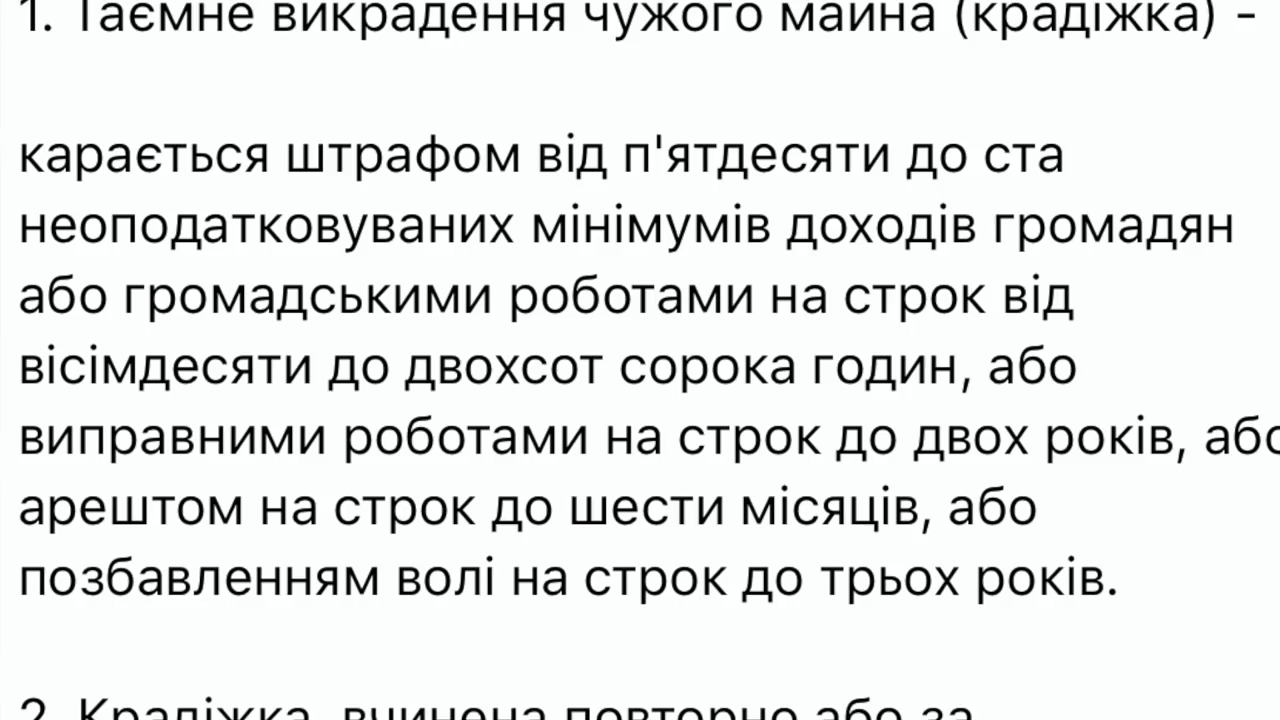 1. Таємне викрадення чужого майна (крадіжка) -
карається штрафом від п'ятдесяти до ста
неоподатковуваних мінімумів доходів громадян
або громадськими роботами на строк від
вісімдесяти до двохсот сорока годин, або
виправними роботами на строк до двох років, або
арештом на строк до шести місяців, або
позбавленням волі на строк до трьох років.
2. Крадіжка, вчинена повторно або за